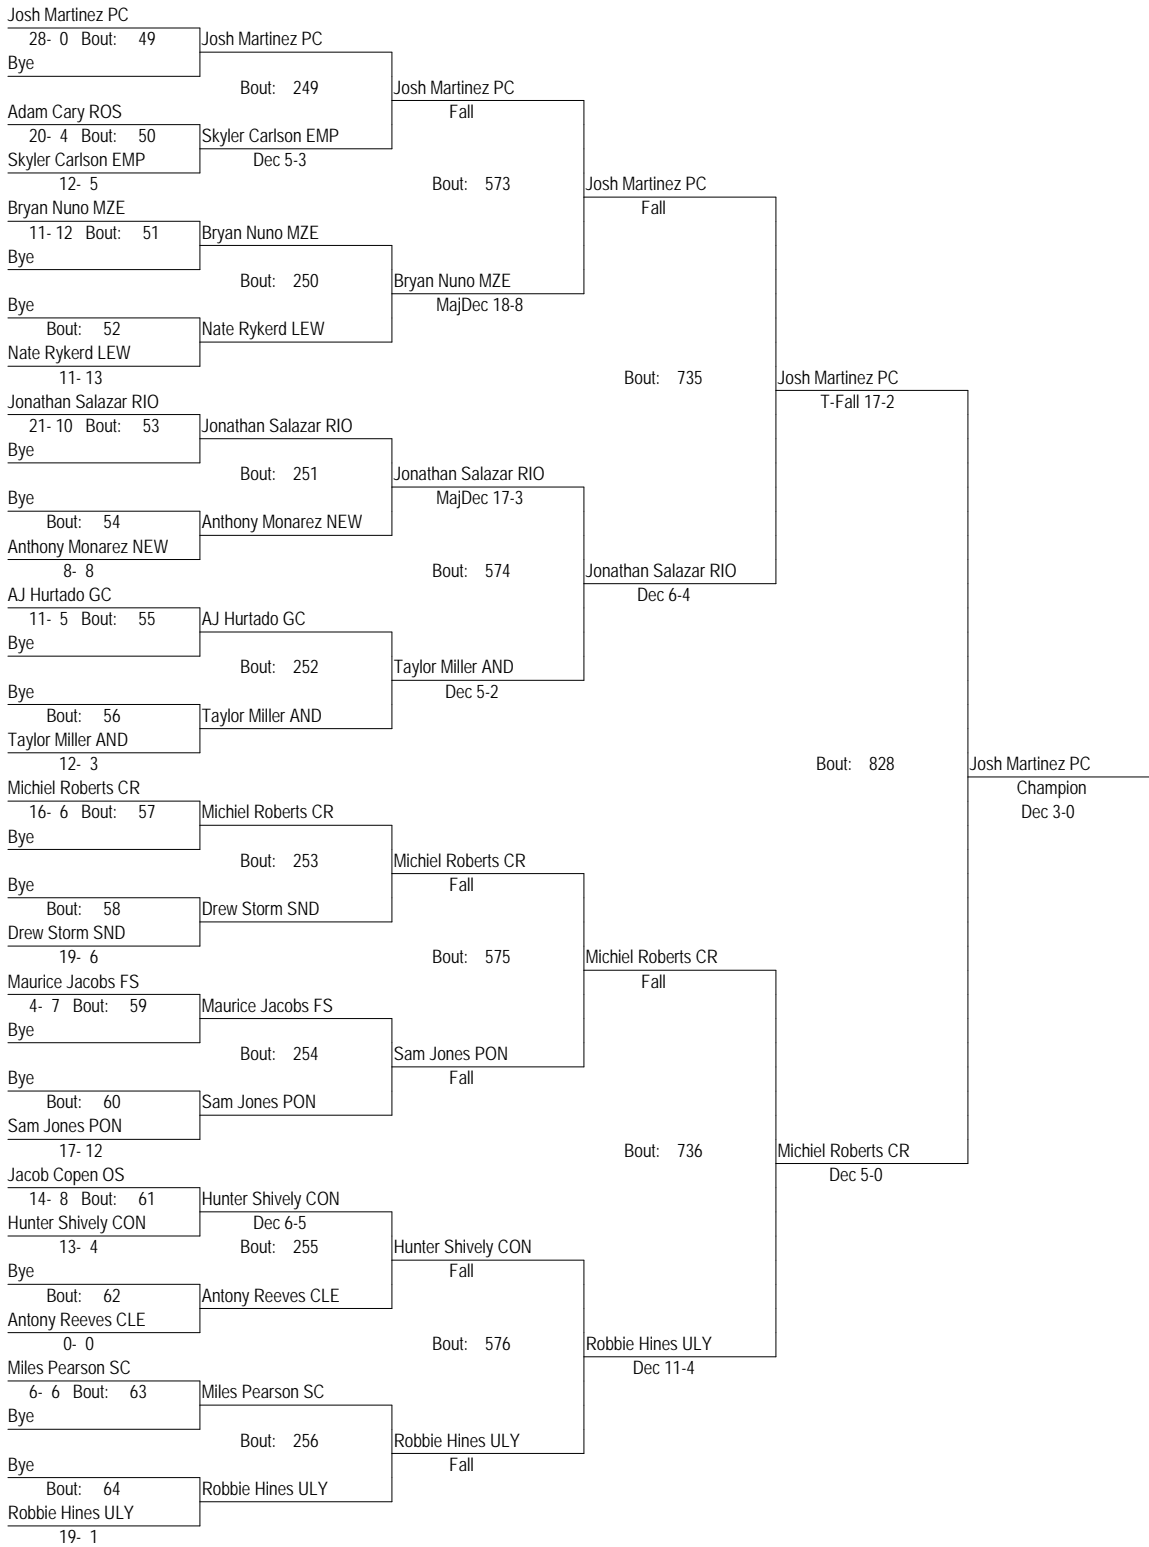 Josh Martinez PC
28- 0 Bout: 49 Josh Martinez PC
Bye
Bout: 249 Josh Martinez PC
Adam Cary ROS Fall
20- 4 Bout: 50 Skyler Carlson EMP
Skyler Carlson EMP Dec 5-3
12- 5 Bout: 573 Josh Martinez PC
Bryan Nuno MZE Fall
11- 12 Bout: 51 Bryan Nuno MZE
Bye
Bout: 250 Bryan Nuno MZE
Bye MajDec 18-8
Bout: 52 Nate Rykerd LEW
Nate Rykerd LEW
11- 13 Bout: 735 Josh Martinez PC
Jonathan Salazar RIO T-Fall 17-2
21- 10 Bout: 53 Jonathan Salazar RIO
Bye
Bout: 251 Jonathan Salazar RIO
Bye MajDec 17-3
Bout: 54 Anthony Monarez NEW
Anthony Monarez NEW
8- 8 Bout: 574 Jonathan Salazar RIO
AJ Hurtado GC Dec 6-4
11- 5 Bout: 55 AJ Hurtado GC
Bye
Bout: 252 Taylor Miller AND
Bye Dec 5-2
Bout: 56 Taylor Miller AND
Taylor Miller AND
12- 3 Bout: 828 Josh Martinez PC
Michiel Roberts CR Champion
16- 6 Bout: 57 Michiel Roberts CR Dec 3-0
Bye
Bout: 253 Michiel Roberts CR
Bye Fall
Bout: 58 Drew Storm SND
Drew Storm SND
19- 6 Bout: 575 Michiel Roberts CR
Maurice Jacobs FS Fall
4- 7 Bout: 59 Maurice Jacobs FS
Bye
Bout: 254 Sam Jones PON
Bye Fall
Bout: 60 Sam Jones PON
Sam Jones PON
17- 12 Bout: 736 Michiel Roberts CR
Jacob Copen OS Dec 5-0
14- 8 Bout: 61 Hunter Shively CON
Hunter Shively CON Dec 6-5
13- 4 Bout: 255 Hunter Shively CON
Bye Fall
Bout: 62 Antony Reeves CLE
Antony Reeves CLE
0- 0 Bout: 576 Robbie Hines ULY
Miles Pearson SC Dec 11-4
6- 6 Bout: 63 Miles Pearson SC
Bye
Bout: 256 Robbie Hines ULY
Bye Fall
Bout: 64 Robbie Hines ULY
Robbie Hines ULY
19- 1